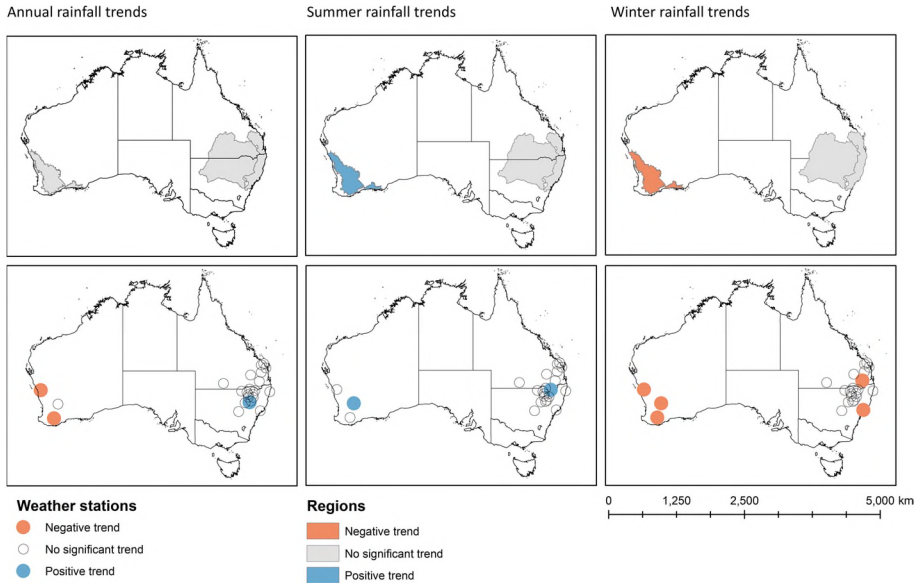 Annual rainfall trends
Summer rainfall trends
Winter rainfall trends
Weather stations
Negative trend
No significant trend
Positive trend
Regions
Negative trend
No significant trend
Positive trend
0 1,250 2,500 5,000 km